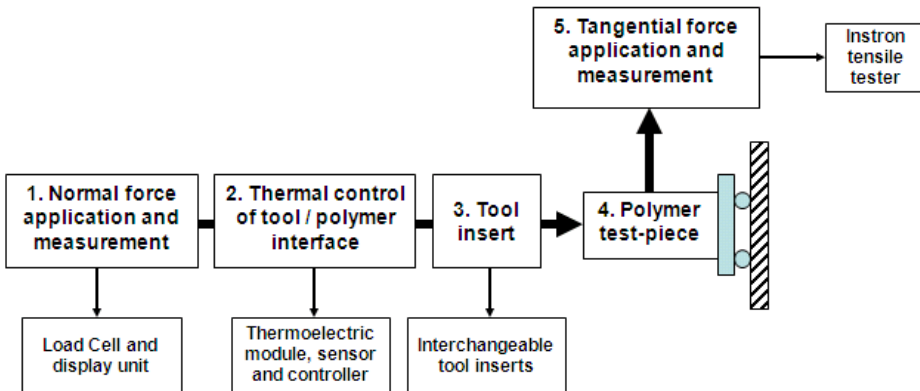 5. Tangential force
application and
measurement
Instron
tensile
tester
1. Normal force
application and
measurement
2. Thermal control
of tool / polymer
interface
3. Tool
insert
4. Polymer
test-piece
Load Cell and
display unit
Thermoelectric
module, sensor
and controller
Interchangeable
tool inserts